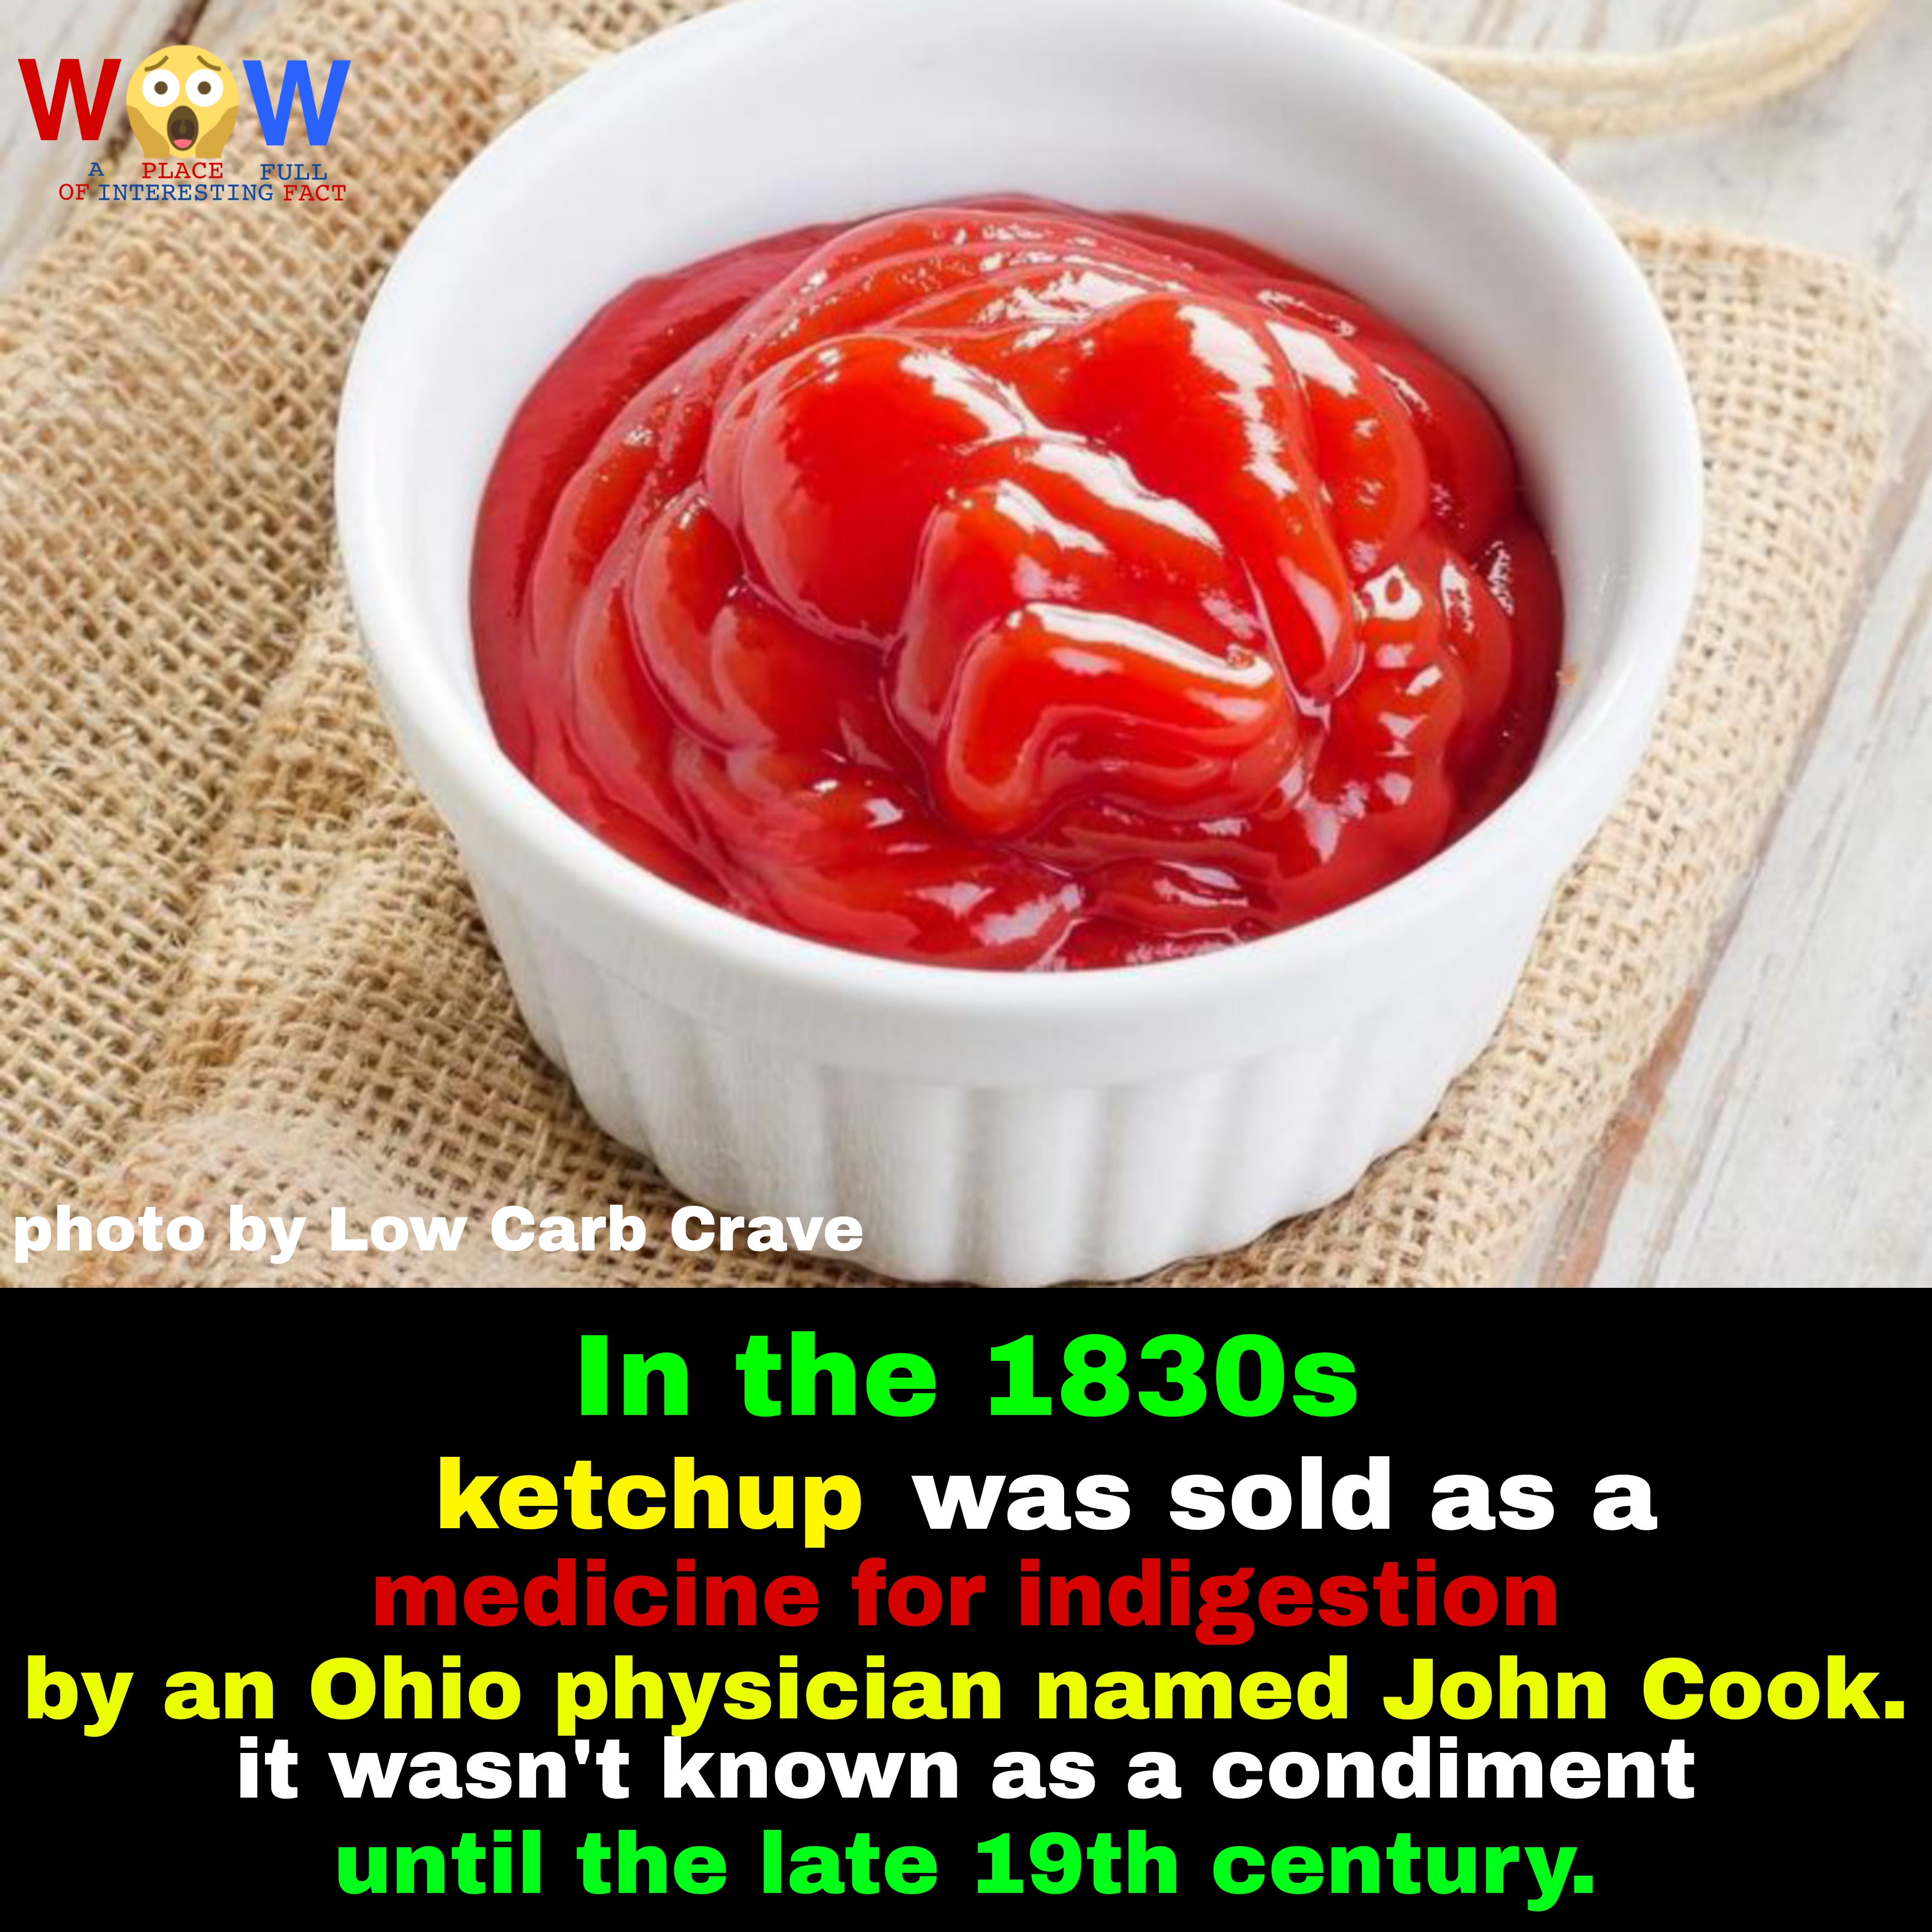 WOW
A PLACE FULL
OF INTERESTING FACT
photo by Low Carb Crave
In the 1830s
ketchup was sold as a
medicine for indigestion
by an Ohio physician named John Cook.
it wasn't known as a condiment
until the late 19th century.